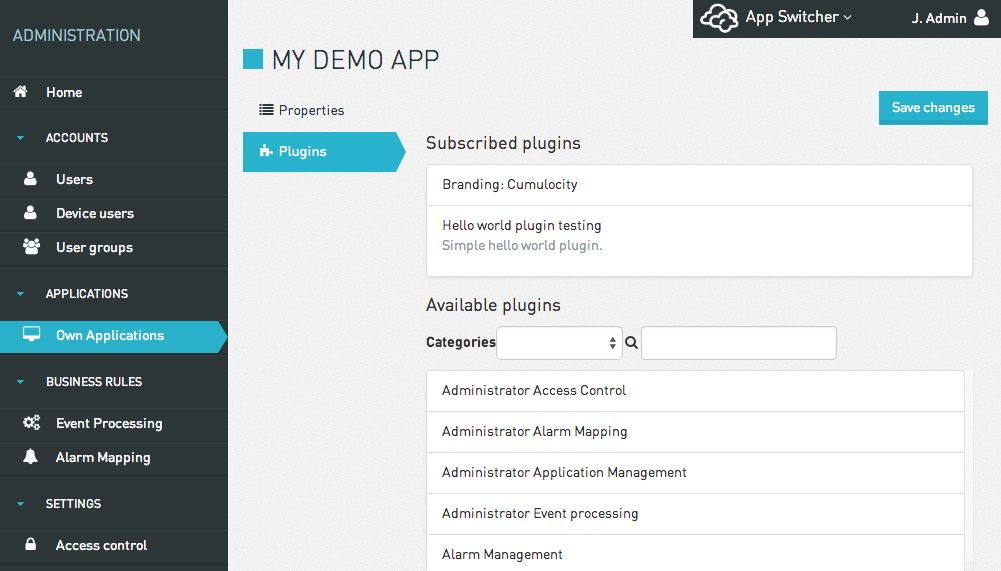 ADMINISTRATION
Home
ACCOUNTS
Users
Device users
User groups
APPLICATIONS
Own Applications
BUSINESS RULES
Event Processing
Alarm Mapping
SETTINGS
Access control
App Switcher
J. Admin
MY DEMO APP
Properties
Plugins
Save changes
Subscribed plugins
Branding: Cumulocity
Hello world plugin testing
Simple hello world plugin.
Available plugins
Categories
Administrator Access Control
Administrator Alarm Mapping
Administrator Application Management
Administrator Event processing
Alarm Management